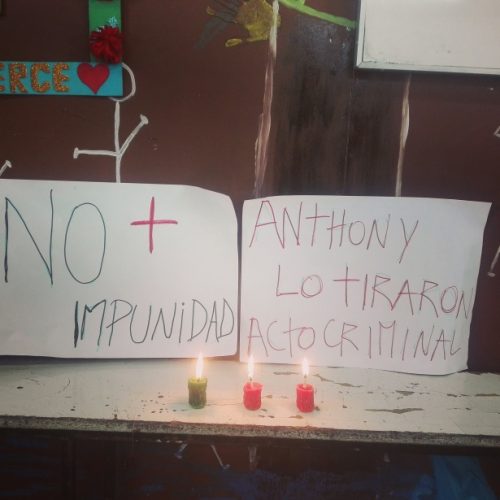 ERCE
NO +
IMPUNIDAD
ANTHONY
LO TIRARON
ACTO CRIMINAL